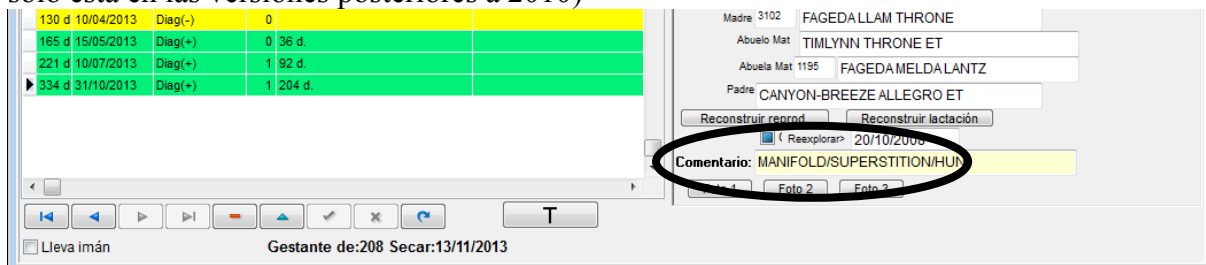 solo está en las versiones posteriores a 2010)
130 d 10/04/2013 Diag(-) 0
165 d 15/05/2013 Diag(+) 0 36 d.
221 d 10/07/2013 Diag(+) 1 92 d.
334 d 31/10/2013 Diag(+) 1 204 d.
Madre 3102 FAGEDA LLAM THRONE
Abuelo Mat TIMLYNN THRONE ET
Abuela Mat 1195 FAGEDA MELDA LANTZ
Padre CANYON-BREEZE ALLEGRO ET
Reconstruir reprod Reconstruir lactación
( Reexplorar> 20/10/2008
Comentario: MANIFOLD/SUPERSTITION/HUN
Foto 1 Foto 2 Foto 3
T
Lleva imán Gestante de:208 Secar:13/11/2013